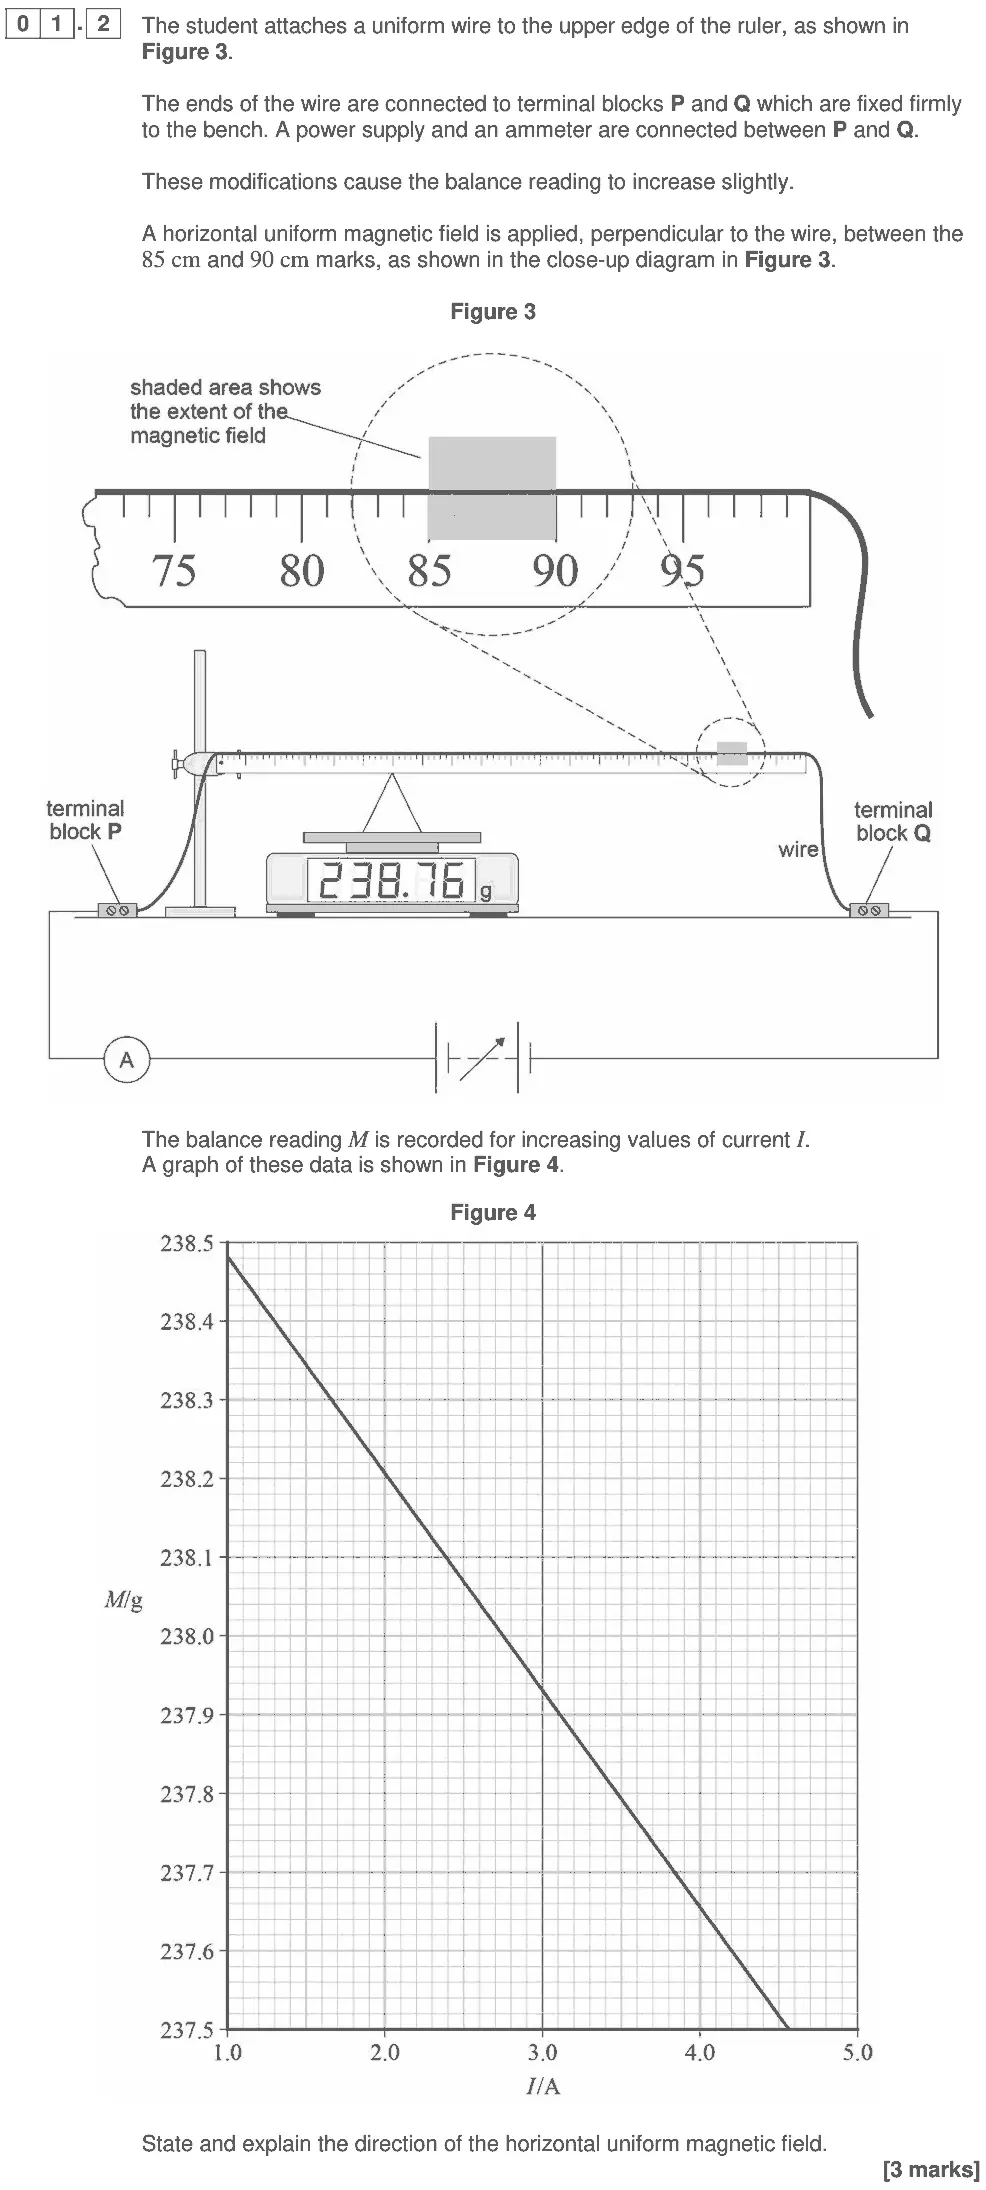 0 1 . 2 The student attaches a uniform wire to the upper edge of the ruler, as shown in
Figure 3.
The ends of the wire are connected to terminal blocks P and Q which are fixed firmly
to the bench. A power supply and an ammeter are connected between P and Q.
These modifications cause the balance reading to increase slightly.
A horizontal uniform magnetic field is applied, perpendicular to the wire, between the
85 cm and 90 cm marks, as shown in the close-up diagram in Figure 3.
Figure 3
shaded area shows
the extent of the
magnetic field
75 80 85 90 95
terminal
block P
terminal
block Q
wire
238.76 g
A
The balance reading M is recorded for increasing values of current I.
A graph of these data is shown in Figure 4.
Figure 4
238.5
238.4
238.3
238.2
238.1
M/g
238.0
237.9
237.8
237.7
237.6
237.5
1.0 2.0 3.0 4.0 5.0
I/A
State and explain the direction of the horizontal uniform magnetic field.
[3 marks]